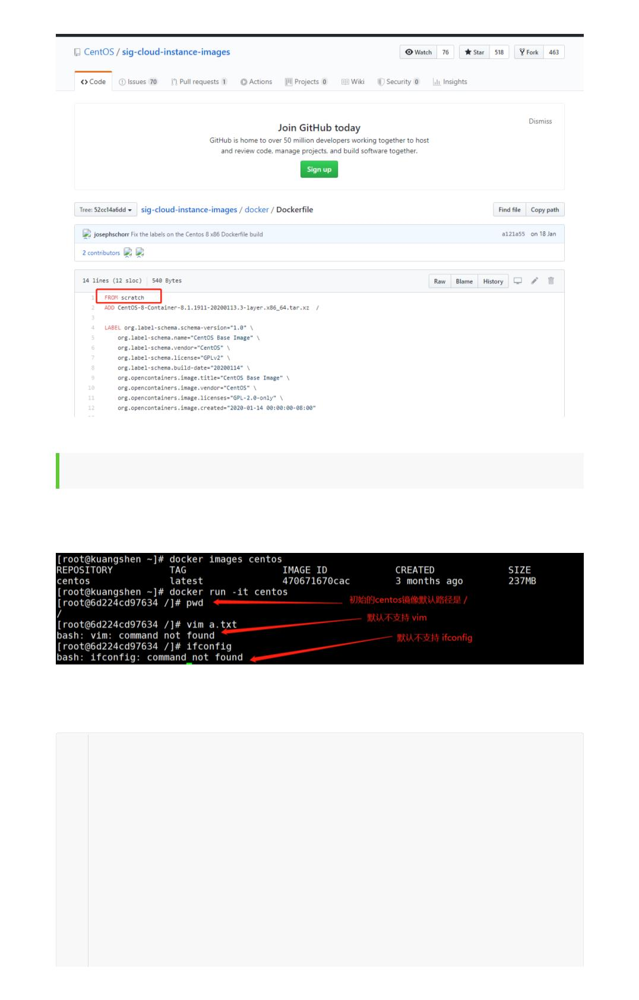 CentOS / sig-cloud-instance-images Watch 76 Star 518 Fork 463
Code Issues 70 Pull requests 1 Actions Projects 0 Wiki Security 0 Insights
Dismiss
Join GitHub today
GitHub is home to over 50 million developers working together to host
and review code, manage projects, and build software together.
Sign up
Tree: 52cc14a6dd sig-cloud-instance-images / docker / Dockerfile Find file Copy path
josephschorr Fix the labels on the Centos 8 x86 Dockerfile build a121a55 on 18 Jan
2 contributors
14 lines (12 sloc) 540 Bytes Raw Blame History
1 FROM scratch
2 ADD CentOS-8-Container-8.1.1911-20200113.3-layer.x86_64.tar.xz /
3
4 LABEL org.label-schema.schema-version="1.0" \
5 org.label-schema.name="CentOS Base Image" \
6 org.label-schema.vendor="CentOS" \
7 org.label-schema.license="GPLv2" \
8 org.label-schema.build-date="20200114" \
9 org.opencontainers.image.title="CentOS Base Image" \
10 org.opencontainers.image.vendor="CentOS" \
11 org.opencontainers.image.licenses="GPL-2.0-only" \
12 org.opencontainers.image.created="2020-01-14 00:00:00-08:00"
[root@kuangshen ~]# docker images centos
REPOSITORY TAG IMAGE ID CREATED SIZE
centos latest 470671670cac 3 months ago 237MB
[root@kuangshen ~]# docker run -it centos
[root@6d224cd97634 /]# pwd 初始的centos镜像默认路径是 /
/
默认不支持 vim
[root@6d224cd97634 /]# vim a.txt
bash: vim: command not found
默认不支持 ifconfig
[root@6d224cd97634 /]# ifconfig
bash: ifconfig: command not found